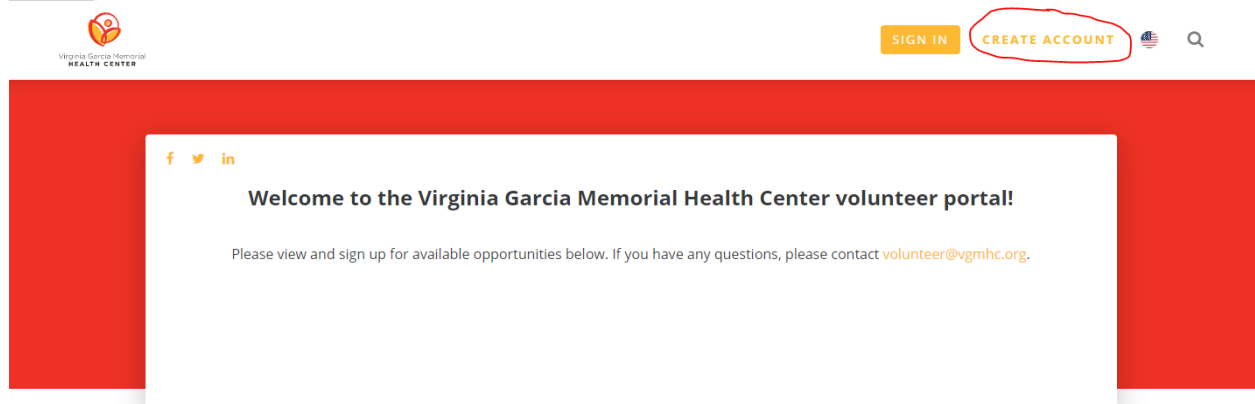 Virginia Garcia Memorial
HEALTH CENTER
SIGN IN
CREATE ACCOUNT
f in
Welcome to the Virginia Garcia Memorial Health Center volunteer portal!
Please view and sign up for available opportunities below. If you have any questions, please contact volunteer@vgmhc.org.